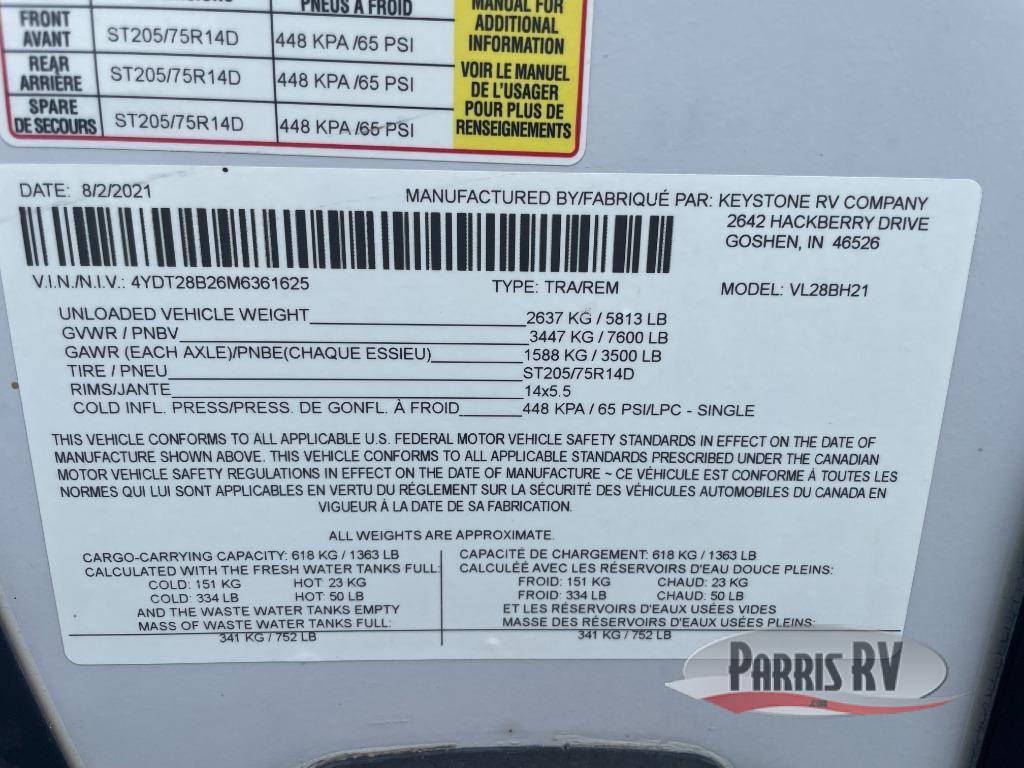 PNEUS À FROID
MANUAL FOR
ADDITIONAL
INFORMATION
FRONT
AVANT
ST205/75R14D
448 KPA /65 PSI
REAR
ARRIÈRE
ST205/75R14D
448 KPA /65 PSI
VOIR LE MANUEL
DE L'USAGER
POUR PLUS DE
RENSEIGNEMENTS
SPARE
DE SECOURS
ST205/75R14D
448 KPA /65 PSI
DATE: 8/2/2021
MANUFACTURED BY/FABRIQUÉ PAR: KEYSTONE RV COMPANY
2642 HACKBERRY DRIVE
GOSHEN, IN 46526
V.I.N./N.I.V.: 4YDT28B26M6361625
TYPE: TRA/REM
MODEL: VL28BH21
UNLOADED VEHICLE WEIGHT 2637 KG / 5813 LB
GVWR / PNBV 3447 KG / 7600 LB
GAWR (EACH AXLE)/PNBE(CHAQUE ESSIEU) 1588 KG / 3500 LB
TIRE / PNEU ST205/75R14D
RIMS/JANTE 14x5.5
COLD INFL. PRESS/PRESS. DE GONFL. À FROID 448 KPA / 65 PSI/LPC - SINGLE
THIS VEHICLE CONFORMS TO ALL APPLICABLE U.S. FEDERAL MOTOR VEHICLE SAFETY STANDARDS IN EFFECT ON THE DATE OF
MANUFACTURE SHOWN ABOVE. THIS VEHICLE CONFORMS TO ALL APPLICABLE STANDARDS PRESCRIBED UNDER THE CANADIAN
MOTOR VEHICLE SAFETY REGULATIONS IN EFFECT ON THE DATE OF MANUFACTURE ~ CE VÉHICULE EST CONFORME À TOUTES LES
NORMES QUI LUI SONT APPLICABLES EN VERTU DU RÉGLEMENT SUR LA SÉCURITÉ DES VÉHICULES AUTOMOBILES DU CANADA EN
VIGUEUR À LA DATE DE SA FABRICATION.
ALL WEIGHTS ARE APPROXIMATE.
CARGO-CARRYING CAPACITY: 618 KG / 1363 LB
CALCULATED WITH THE FRESH WATER TANKS FULL:
COLD: 151 KG HOT: 23 KG
COLD: 334 LB HOT: 50 LB
AND THE WASTE WATER TANKS EMPTY
MASS OF WASTE WATER TANKS FULL:
341 KG / 752 LB
CAPACITÉ DE CHARGEMENT: 618 KG / 1363 LB
CALCULÉE AVEC LES RÉSERVOIRS D'EAU DOUCE PLEINS:
FROID: 151 KG CHAUD: 23 KG
FROID: 334 LB CHAUD: 50 LB
ET LES RÉSERVOIRS D'EAUX USÉES VIDES
MASSE DES RÉSERVOIRS D'EAUX USÉES PLEINS:
341 KG / 752 LB
PARRIS RV
.com